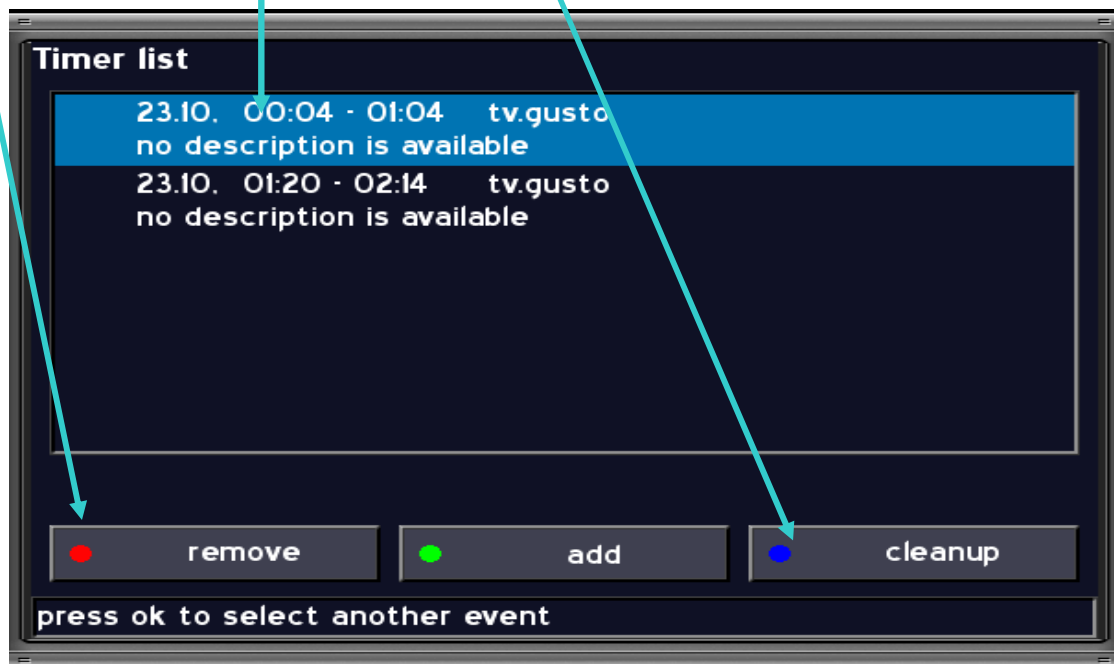 Timer list
23.10. 00:04 - 01:04 tv.gusto
no description is available
23.10. 01:20 - 02:14 tv.gusto
no description is available
remove add cleanup
press ok to select another event